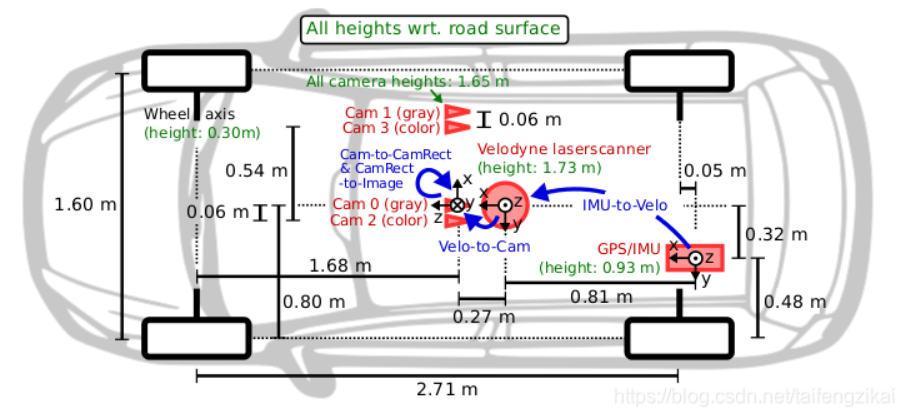 All heights wrt. road surface
All camera heights: 1.65 m
Wheel axis
(height: 0.30m)
Cam 1 (gray)
Cam 3 (color)
0.06 m
Velodyne laserscanner
(height: 1.73 m)
Cam-to-CamRect
& CamRect
-to-Image
0.54 m
0.05 m
1.60 m
0.06 m
Cam 0 (gray)
Cam 2 (color)
x
z
y
x
z
y
IMU-to-Velo
Velo-to-Cam
0.32 m
GPS/IMU
(height: 0.93 m)
x
z
y
1.68 m
0.80 m
0.27 m
0.81 m
0.48 m
2.71 m
https://blog.csdn.net/taifengzikai